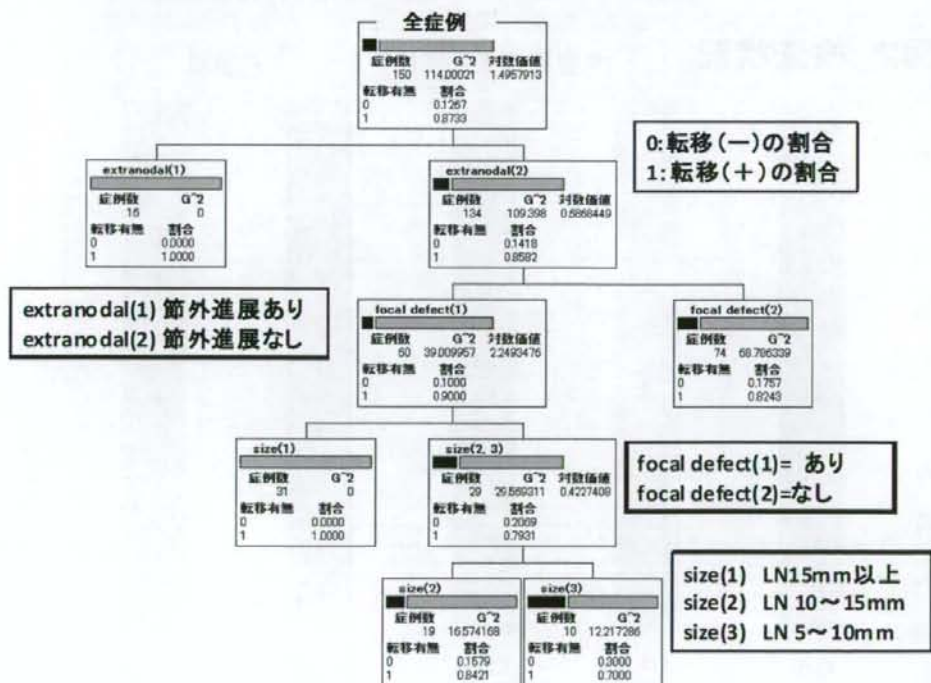 全症例
症例数 G^2 対数価値
150 114.00021 1.4957913
転移有無 割合
0 0.1267
1 0.8733
0:転移(ー)の割合
1:転移(+)の割合
extranodal(1)
症例数 G^2
16 0
転移有無 割合
0 0.0000
1 1.0000
extranodal(2)
症例数 G^2 対数価値
134 109.398 0.6868449
転移有無 割合
0 0.1418
1 0.8582
extranodal(1) 節外進展あり
extranodal(2) 節外進展なし
focal defect(1)
症例数 G^2 対数価値
60 39.009957 2.2493476
転移有無 割合
0 0.1000
1 0.9000
focal defect(2)
症例数 G^2
74 68.786339
転移有無 割合
0 0.1757
1 0.8243
size(1)
症例数 G^2
31 0
転移有無 割合
0 0.0000
1 1.0000
size(2, 3)
症例数 G^2 対数価値
29 29.569311 0.4227408
転移有無 割合
0 0.2069
1 0.7931
focal defect(1)= あり
focal defect(2)=なし
size(2)
症例数 G^2
19 16.574168
転移有無 割合
0 0.1579
1 0.8421
size(3)
症例数 G^2
10 12.217286
転移有無 割合
0 0.3000
1 0.7000
size(1) LN15mm以上
size(2) LN 10~15mm
size(3) LN 5~10mm